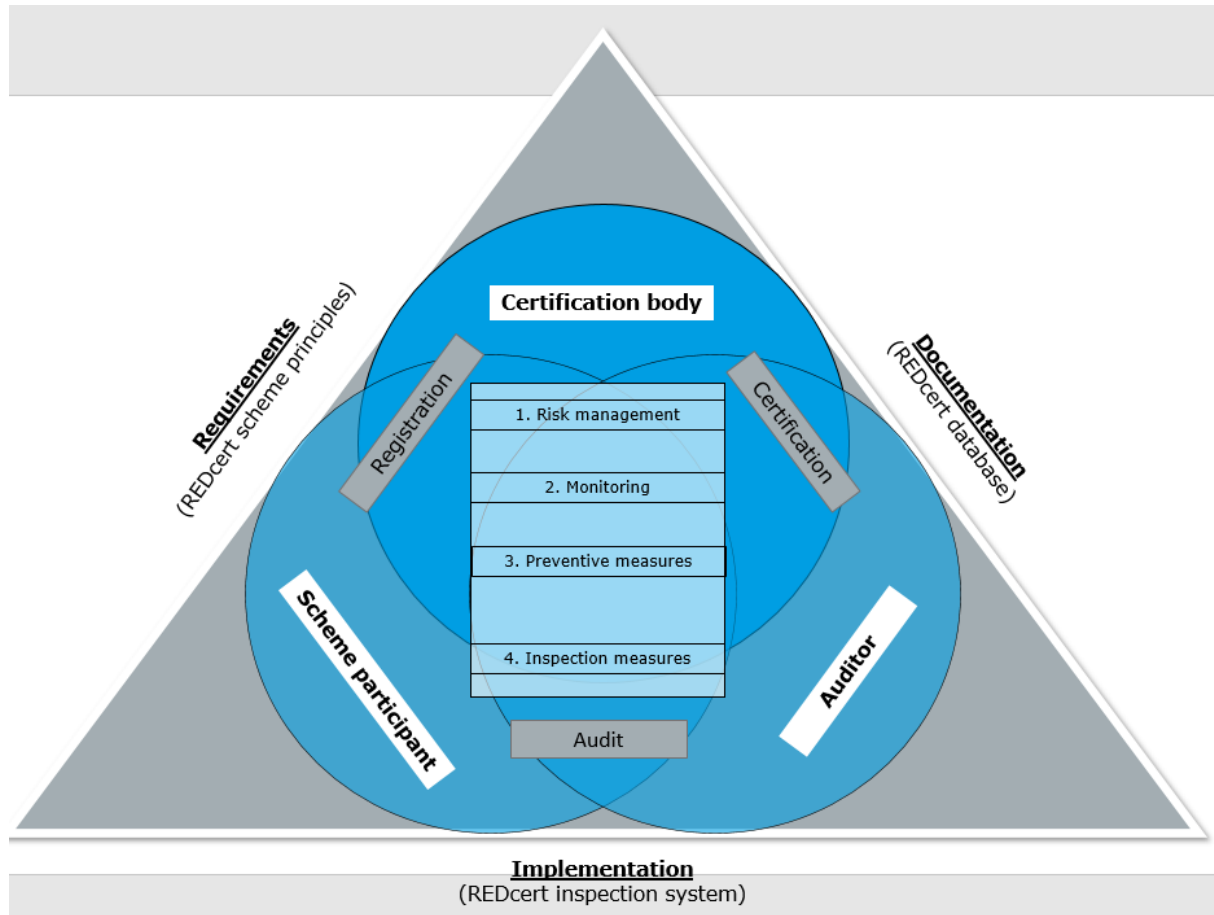 Certification body
Requirements
(REDcert scheme principles)
Documentation
(REDcert database)
Registration
Certification
1. Risk management
2. Monitoring
3. Preventive measures
4. Inspection measures
Scheme participant
Auditor
Audit
Implementation
(REDcert inspection system)